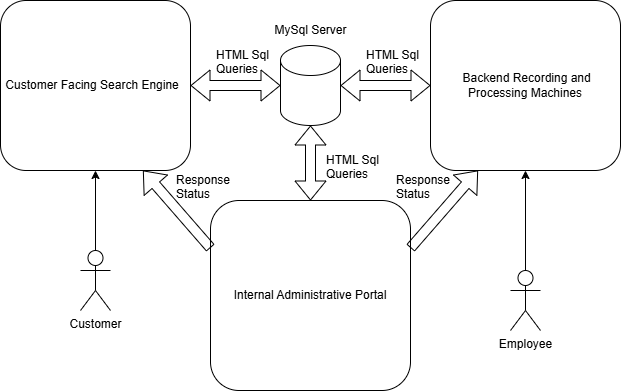 MySql Server
HTML Sql
Queries
HTML Sql
Queries
Customer Facing Search Engine
Backend Recording and
Processing Machines
HTML Sql
Queries
Response
Status
Response
Status
Internal Administrative Portal
Customer
Employee